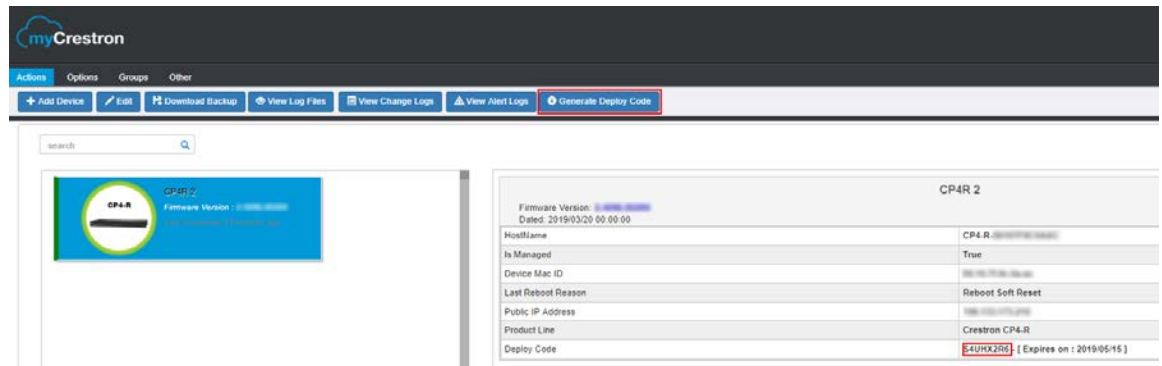 myCrestron
Actions Options Groups Other
Add Device Edit Download Backup View Log Files View Change Logs View Alert Logs Generate Deploy Code
search
CP4R 2
CP4-R
Firmware Version :
CP4R 2
Firmware Version:
Dated: 2019/03/20 00:00:00
HostName CP4-R-
Is Managed True
Device Mac ID
Last Reboot Reason Reboot Soft Reset
Public IP Address
Product Line Crestron CP4-R
Deploy Code S4UHX2R6 - [ Expires on : 2019/05/15 ]